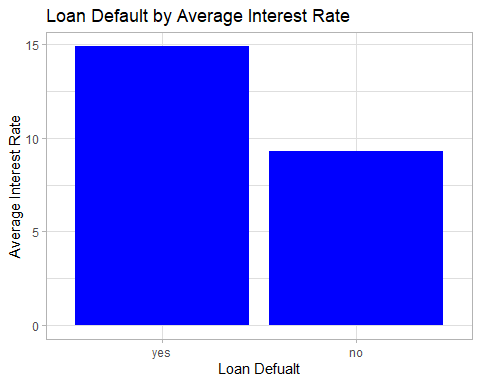 Loan Default by Average Interest Rate
Average Interest Rate
15
10
5
0
yes no
Loan Defualt